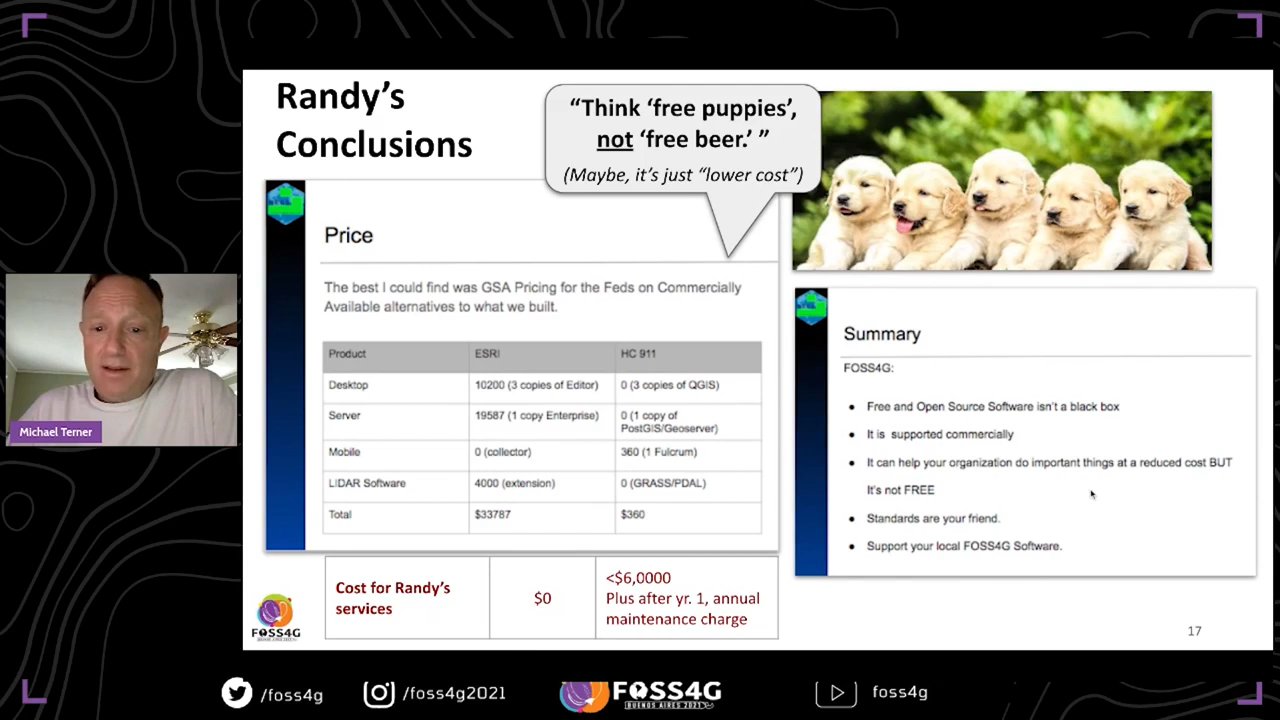 Randy's
Conclusions
"Think 'free puppies',
not 'free beer.' "
(Maybe, it's just "lower cost")
Price
The best I could find was GSA Pricing for the Feds on Commercially
Available alternatives to what we built.
Product ESRI HC 911
Desktop 10200 (3 copies of Editor) 0 (3 copies of QGIS)
Server 19587 (1 copy Enterprise) 0 (1 copy of
PostGIS/Geoserver)
Mobile 0 (collector) 360 (1 Fulcrum)
LIDAR Software 4000 (extension) 0 (GRASS/PDAL)
Total $33787 $360
Cost for Randy's
services
$0
<$6,0000
Plus after yr. 1, annual
maintenance charge
Summary
FOSS4G:
• Free and Open Source Software isn't a black box
• It is supported commercially
• It can help your organization do important things at a reduced cost BUT
It's not FREE
• Standards are your friend.
• Support your local FOSS4G Software.
17
Michael Terner
FOSS4G
BUENOS AIRES 2021
/foss4g
/foss4g2021
FOSS4G
BUENOS AIRES 2021
foss4g